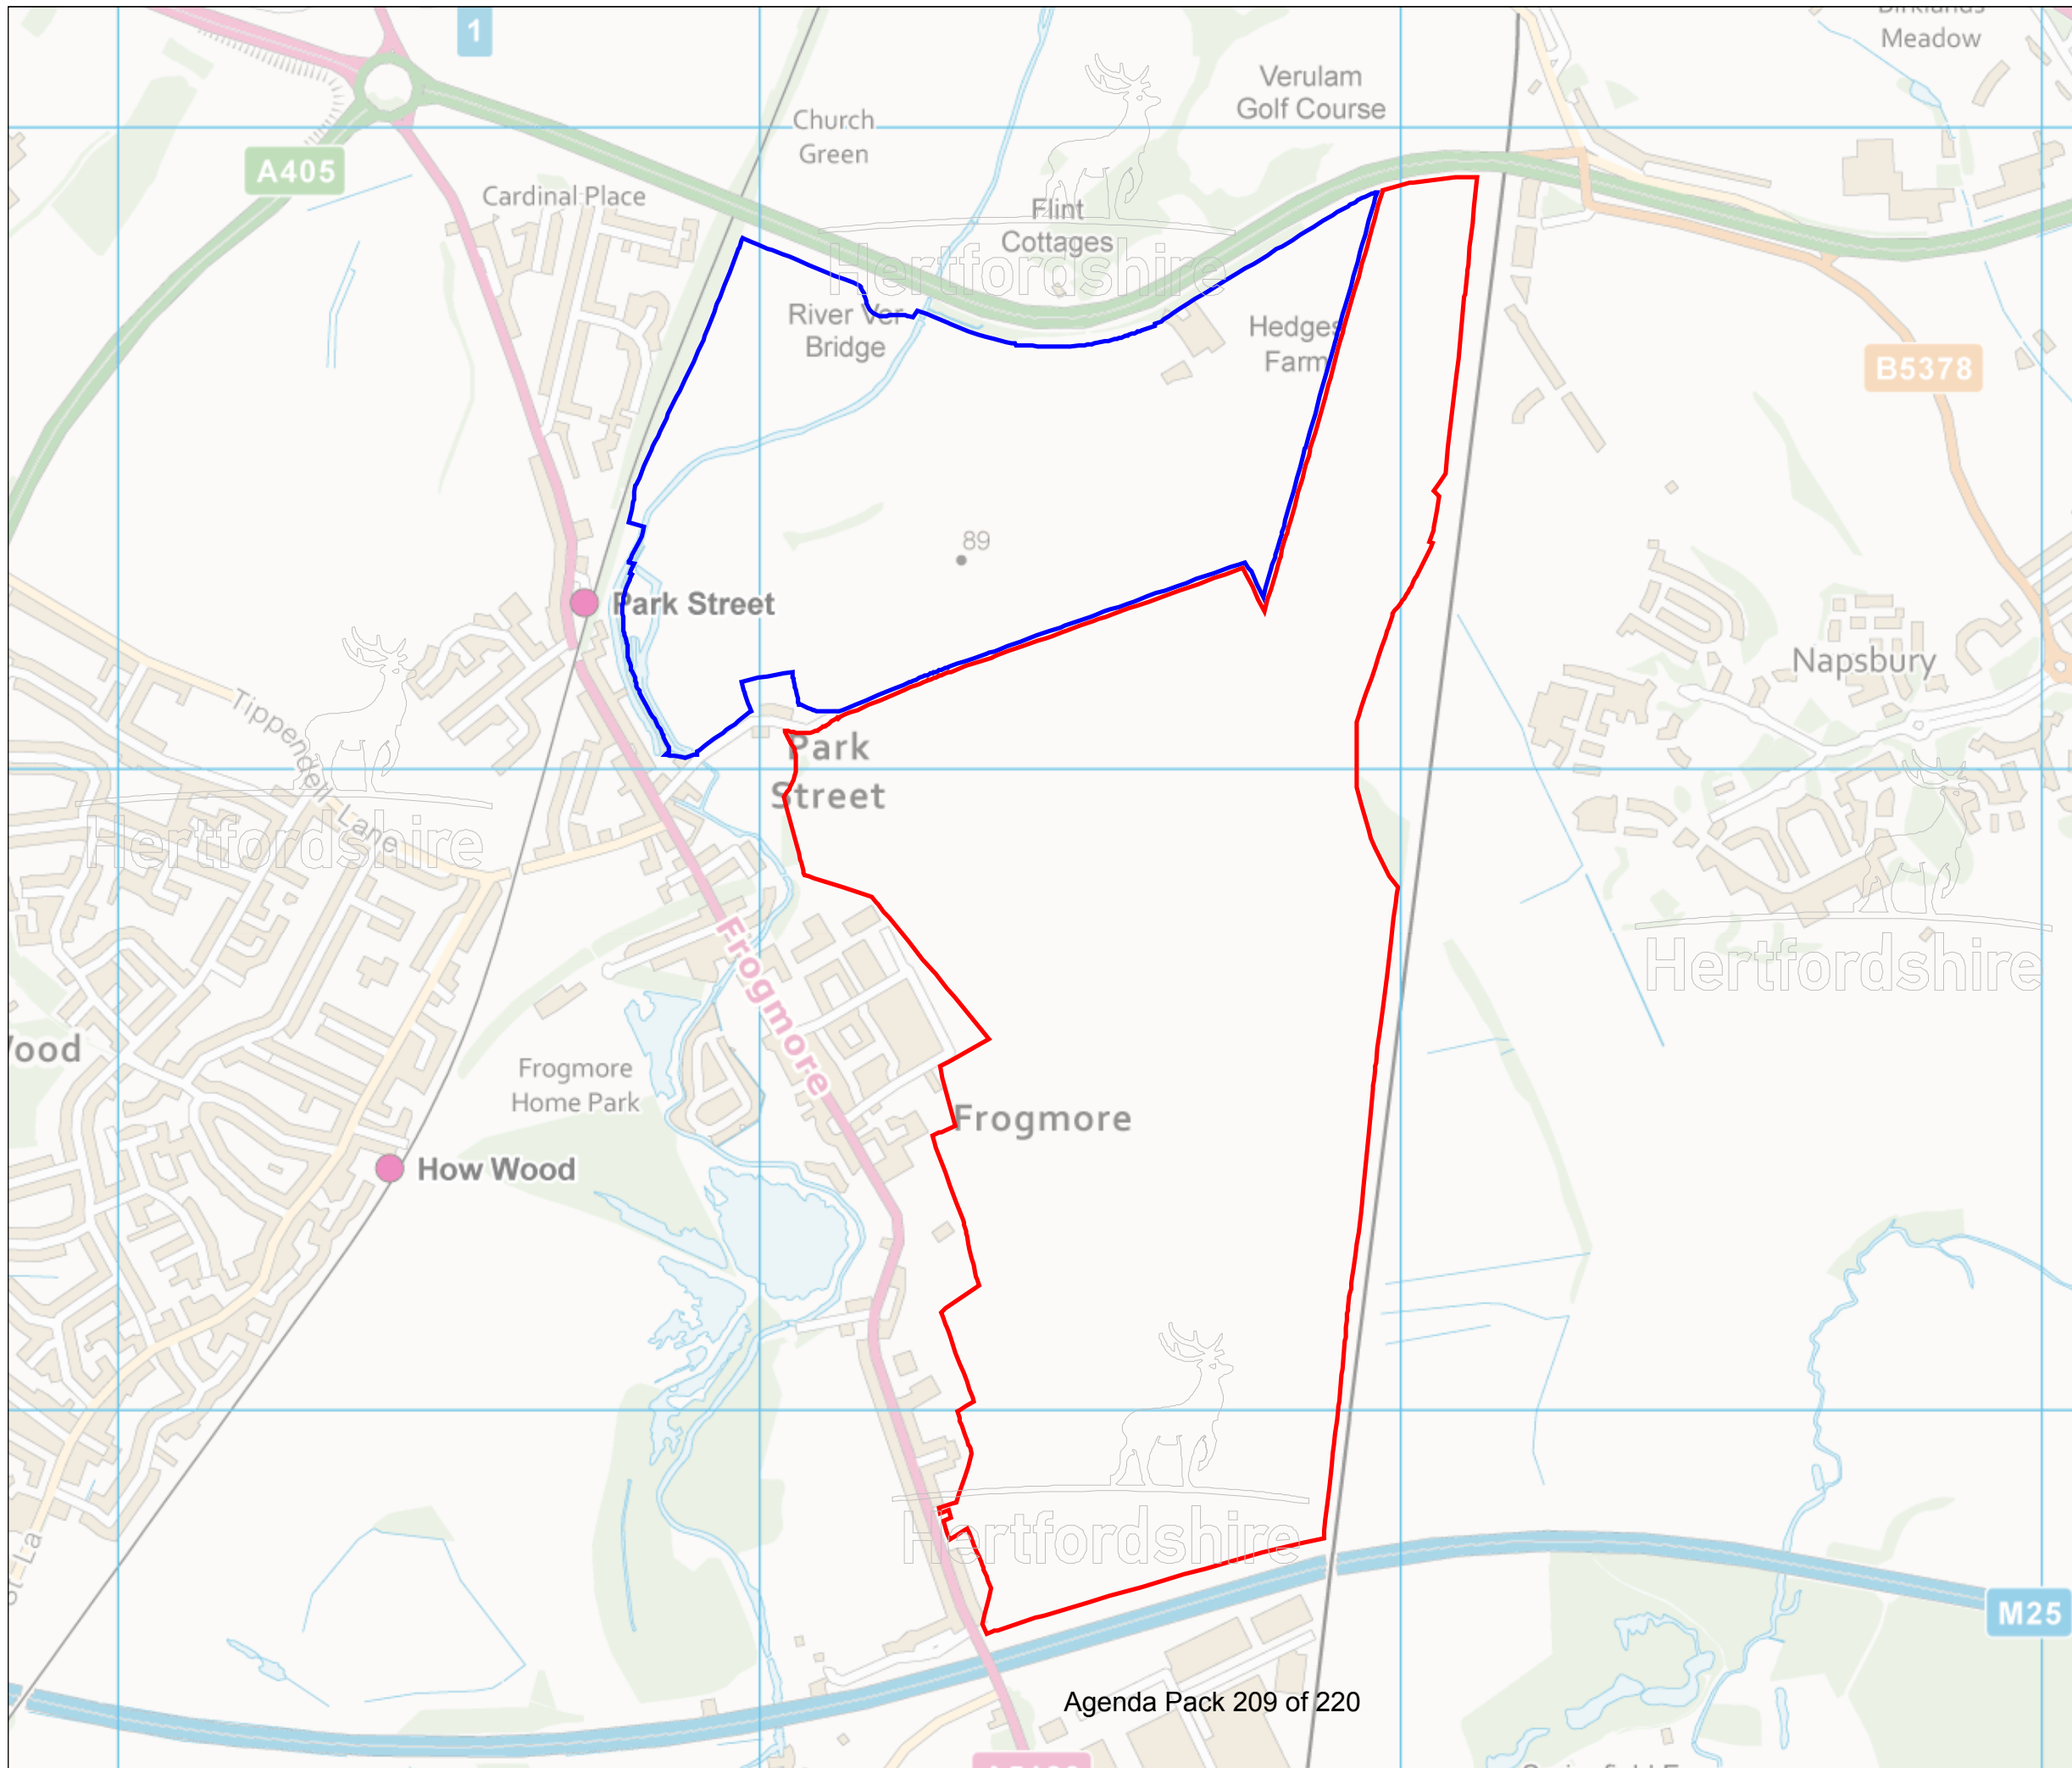 1
Meadow
Verulam
Golf Course
Church
Green
A405
Cardinal Place
Flint
Cottages
Hertfordshire
River Ver
Bridge
Hedges
Farm
B5378
89
Park Street
Napsbury
Tippendell Lane
Park
Street
Hertfordshire
Frogmore
Hertfordshire
Frogmore
Home Park
Frogmore
How Wood
Hertfordshire
M25
Agenda Pack 209 of 220